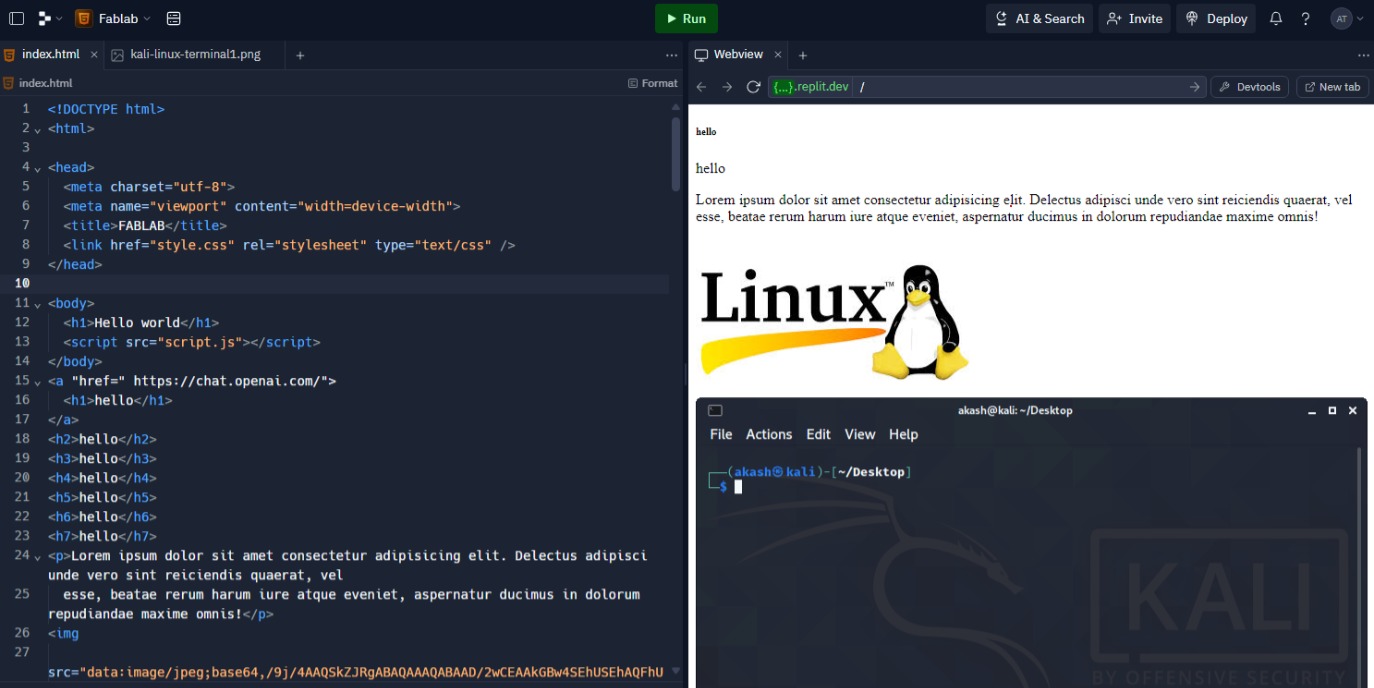 Fablab
Run
AI & Search
Invite
Deploy
?
AT
index.html
kali-linux-terminal1.png
Webview
index.html
Format
{...}.replit.dev /
Devtools
New tab
1 <!DOCTYPE html>
2 <html>
3
4 <head>
5 <meta charset="utf-8">
6 <meta name="viewport" content="width=device-width">
7 <title>FABLAB</title>
8 <link href="style.css" rel="stylesheet" type="text/css" />
9 </head>
10
11 <body>
12 <h1>Hello world</h1>
13 <script src="script.js"></script>
14 </body>
15 <a "href=" https://chat.openai.com/">
16 <h1>hello</h1>
17 </a>
18 <h2>hello</h2>
19 <h3>hello</h3>
20 <h4>hello</h4>
21 <h5>hello</h5>
22 <h6>hello</h6>
23 <h7>hello</h7>
24 <p>Lorem ipsum dolor sit amet consectetur adipisicing elit. Delectus adipisci
unde vero sint reiciendis quaerat, vel
25 esse, beatae rerum harum iure atque eveniet, aspernatur ducimus in dolorum
repudiandae maxime omnis!</p>
26 <img
27
src="data:image/jpeg;base64,/9j/4AAQSkZJRgABAQAAAQABAAD/2wCEAAkGBw4SEhUSEhAQFhU
hello
hello
Lorem ipsum dolor sit amet consectetur adipisicing elit. Delectus adipisci unde vero sint reiciendis quaerat, vel
esse, beatae rerum harum iure atque eveniet, aspernatur ducimus in dolorum repudiandae maxime omnis!
Linux™
akash@kali: ~/Desktop
File Actions Edit View Help
(akash㉿kali)-[~/Desktop]
$
KALI
BY OFFENSIVE SECURITY